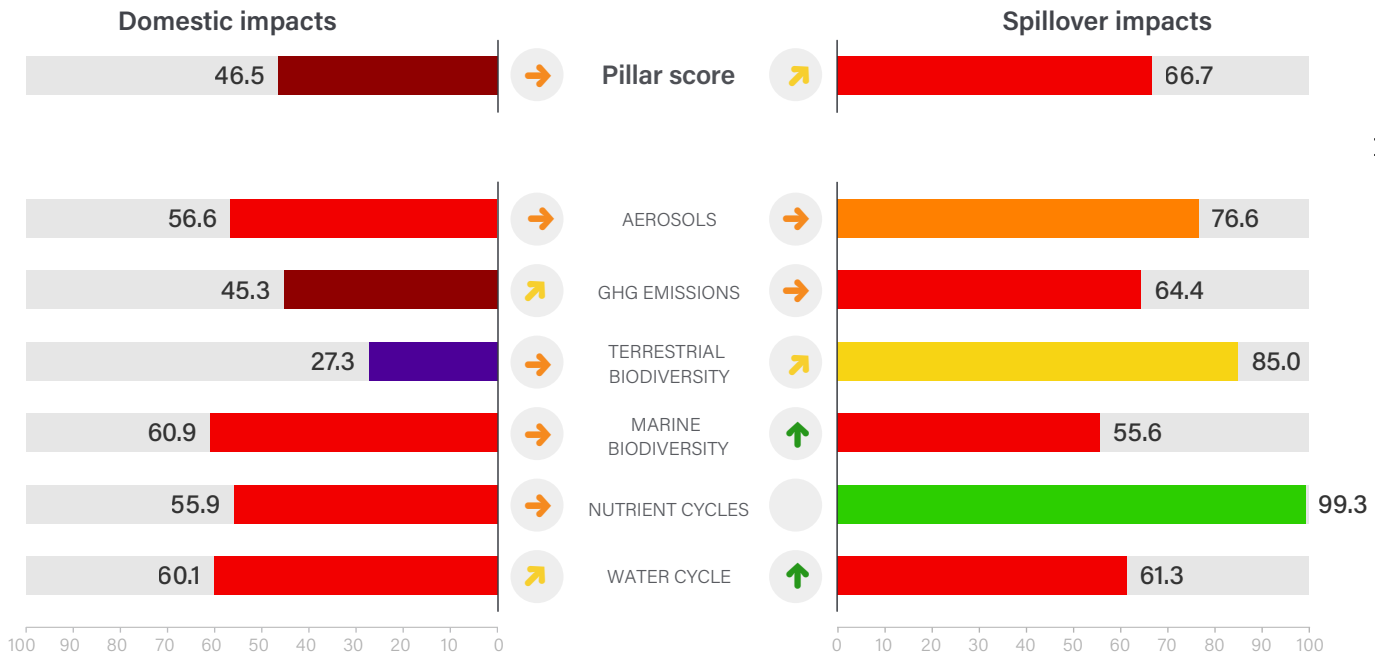 Domestic impacts
Spillover impacts
46.5
Pillar score
66.7
56.6
AEROSOLS
76.6
45.3
GHG EMISSIONS
64.4
27.3
TERRESTRIAL
BIODIVERSITY
85.0
60.9
MARINE
BIODIVERSITY
55.6
55.9
NUTRIENT CYCLES
99.3
60.1
WATER CYCLE
61.3
100 90 80 70 60 50 40 30 20 10 0
0 10 20 30 40 50 60 70 80 90 100